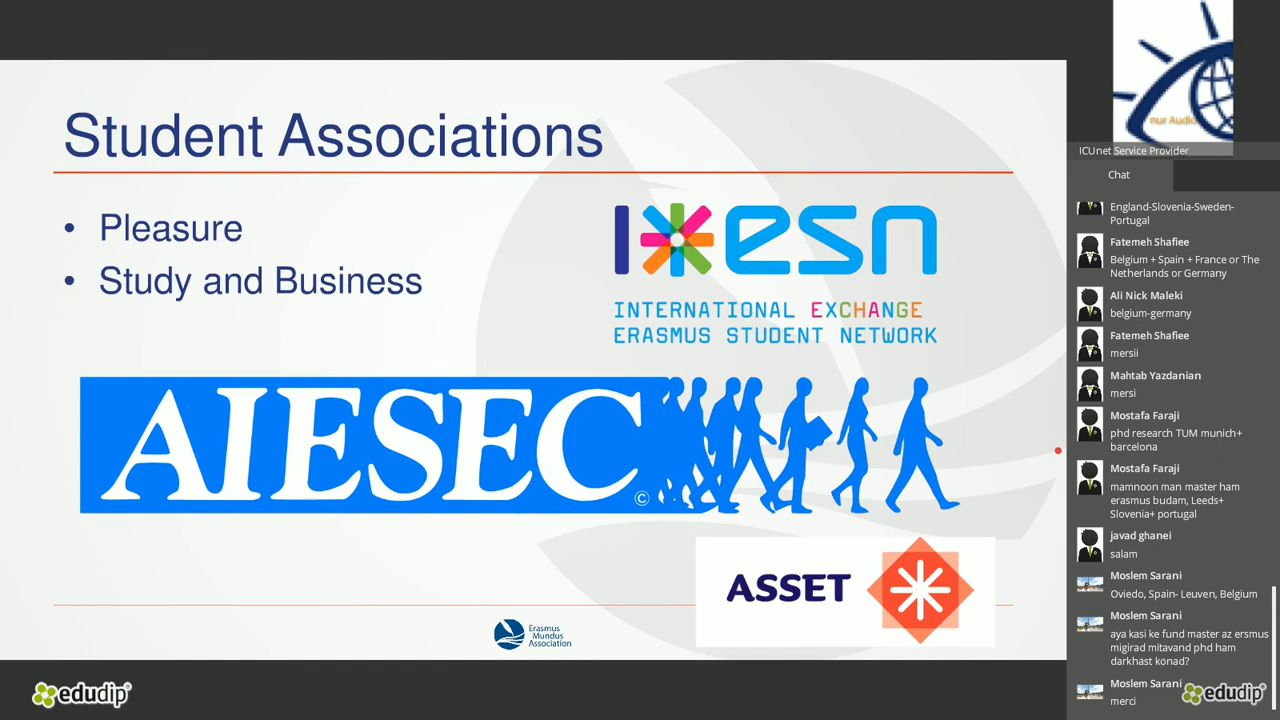 Student Associations
• Pleasure
• Study and Business
esn
INTERNATIONAL EXCHANGE
ERASMUS STUDENT NETWORK
AIESEC
©
ASSET
Erasmus
Mundus
Association
edudip
nur Audio
ICUnet Service Provider
Chat
England-Slovenia-Sweden-
Portugal
Fatemeh Shafiee
Belgium + Spain + France or The
Netherlands or Germany
Ali Nick Maleki
belgium-germany
Fatemeh Shafiee
mersii
Mahtab Yazdanian
mersi
Mostafa Faraji
phd research TUM munich+
barcelona
Mostafa Faraji
mamnoon man master ham
erasmus budam, Leeds+
Slovenia+ portugal
javad ghanei
salam
Moslem Sarani
Oviedo, Spain- Leuven, Belgium
Moslem Sarani
aya kasi ke fund master az ersmus
migirad mitavand phd ham
darkhast konad?
Moslem Sarani
merci
edudip